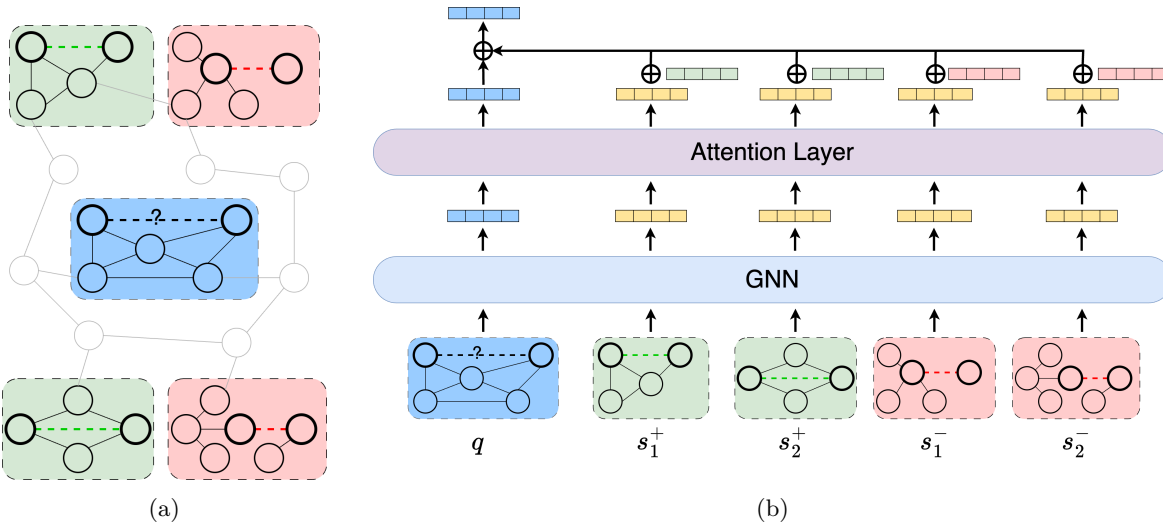 ?
(a)
Attention Layer
GNN
?
q s₁⁺ s₂⁺ s₁⁻ s₂⁻
(b)